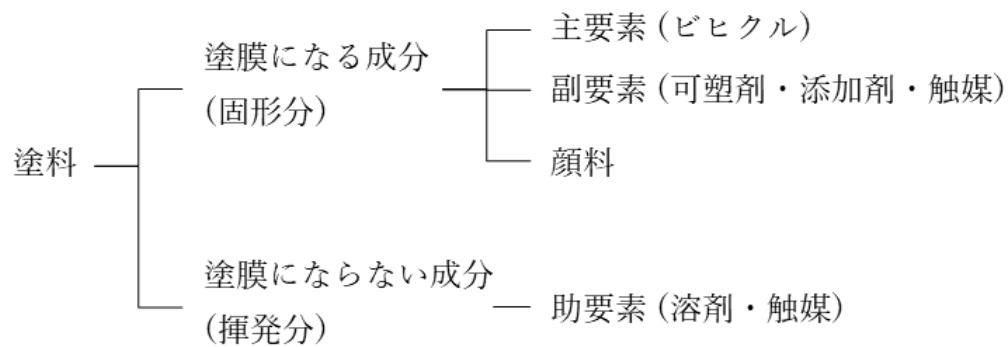 主要素 (ビヒクル)
塗膜になる成分
(固形分)
副要素 (可塑剤・添加剤・触媒)
塗料
顔料
塗膜にならない成分
(揮発分)
助要素 (溶剤・触媒)